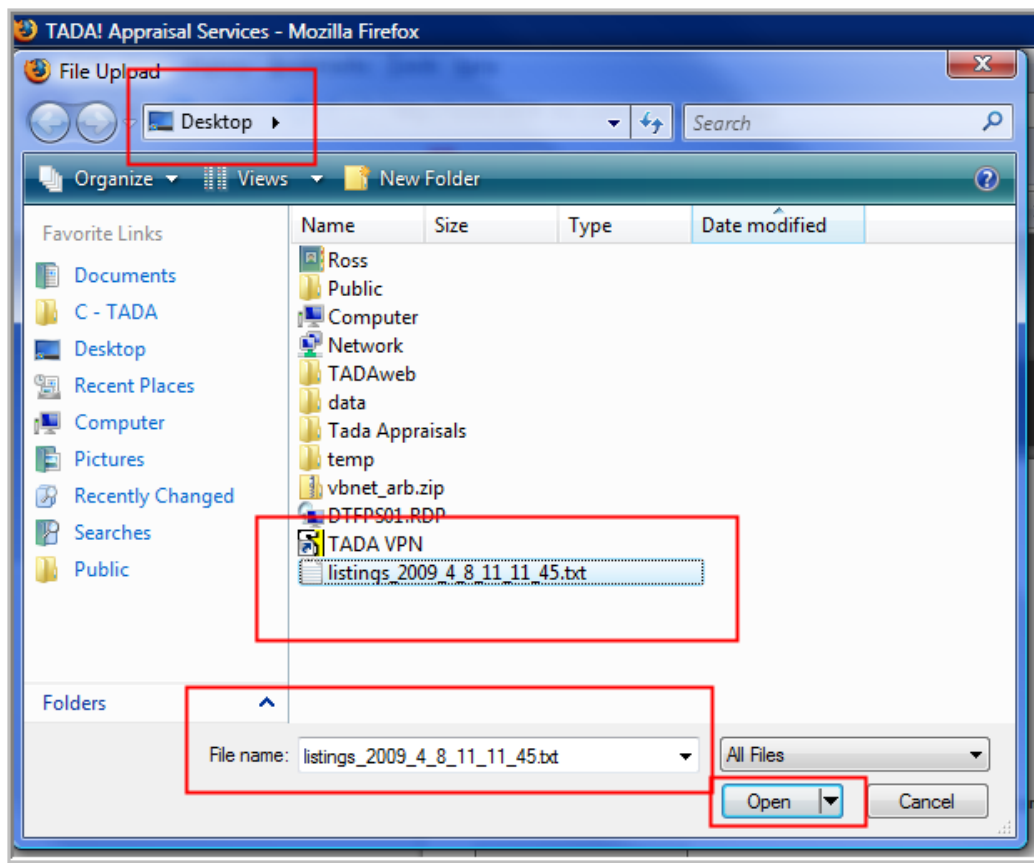 TADA! Appraisal Services - Mozilla Firefox
File Upload
Desktop
Search
Organize Views New Folder
Favorite Links
Documents
C - TADA
Desktop
Recent Places
Computer
Pictures
Recently Changed
Searches
Public
Folders
Name Size Type Date modified
Ross
Public
Computer
Network
TADAweb
data
Tada Appraisals
temp
vbnet_arb.zip
DTFPS01.RDP
TADA VPN
listings_2009_4_8_11_11_45.txt
File name: listings_2009_4_8_11_11_45.txt All Files
Open Cancel